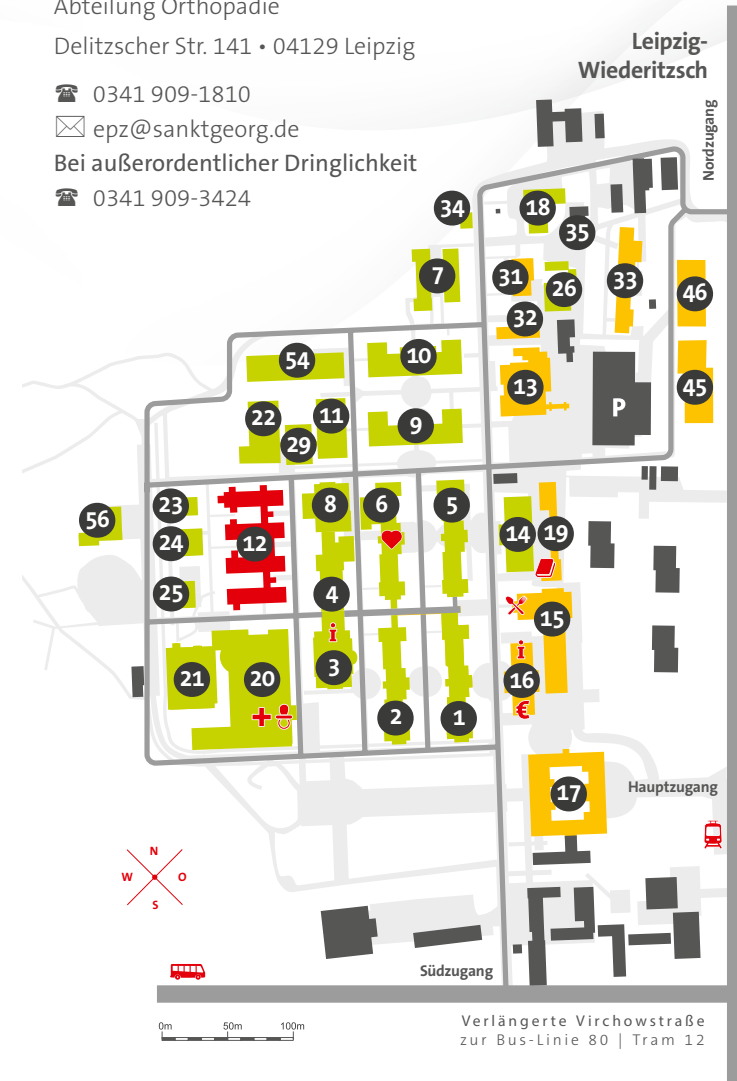 Abteilung Orthopädie
Delitzscher Str. 141 • 04129 Leipzig
☎ 0341 909-1810
✉ epz@sanktgeorg.de
Bei außerordentlicher Dringlichkeit
☎ 0341 909-3424
Leipzig-
Wiederitzsch
Nordzugang
34
18
35
7
31
26
33
46
32
54
10
13
45
P
22
11
9
29
23
8
6
5
56
24
12
14
19
25
4
15
i
3
i
16
21
20
2
1
€
17
Hauptzugang
N
W
O
S
Südzugang
0m
50m
100m
Verlängerte Virchowstraße
zur Bus-Linie 80 | Tram 12